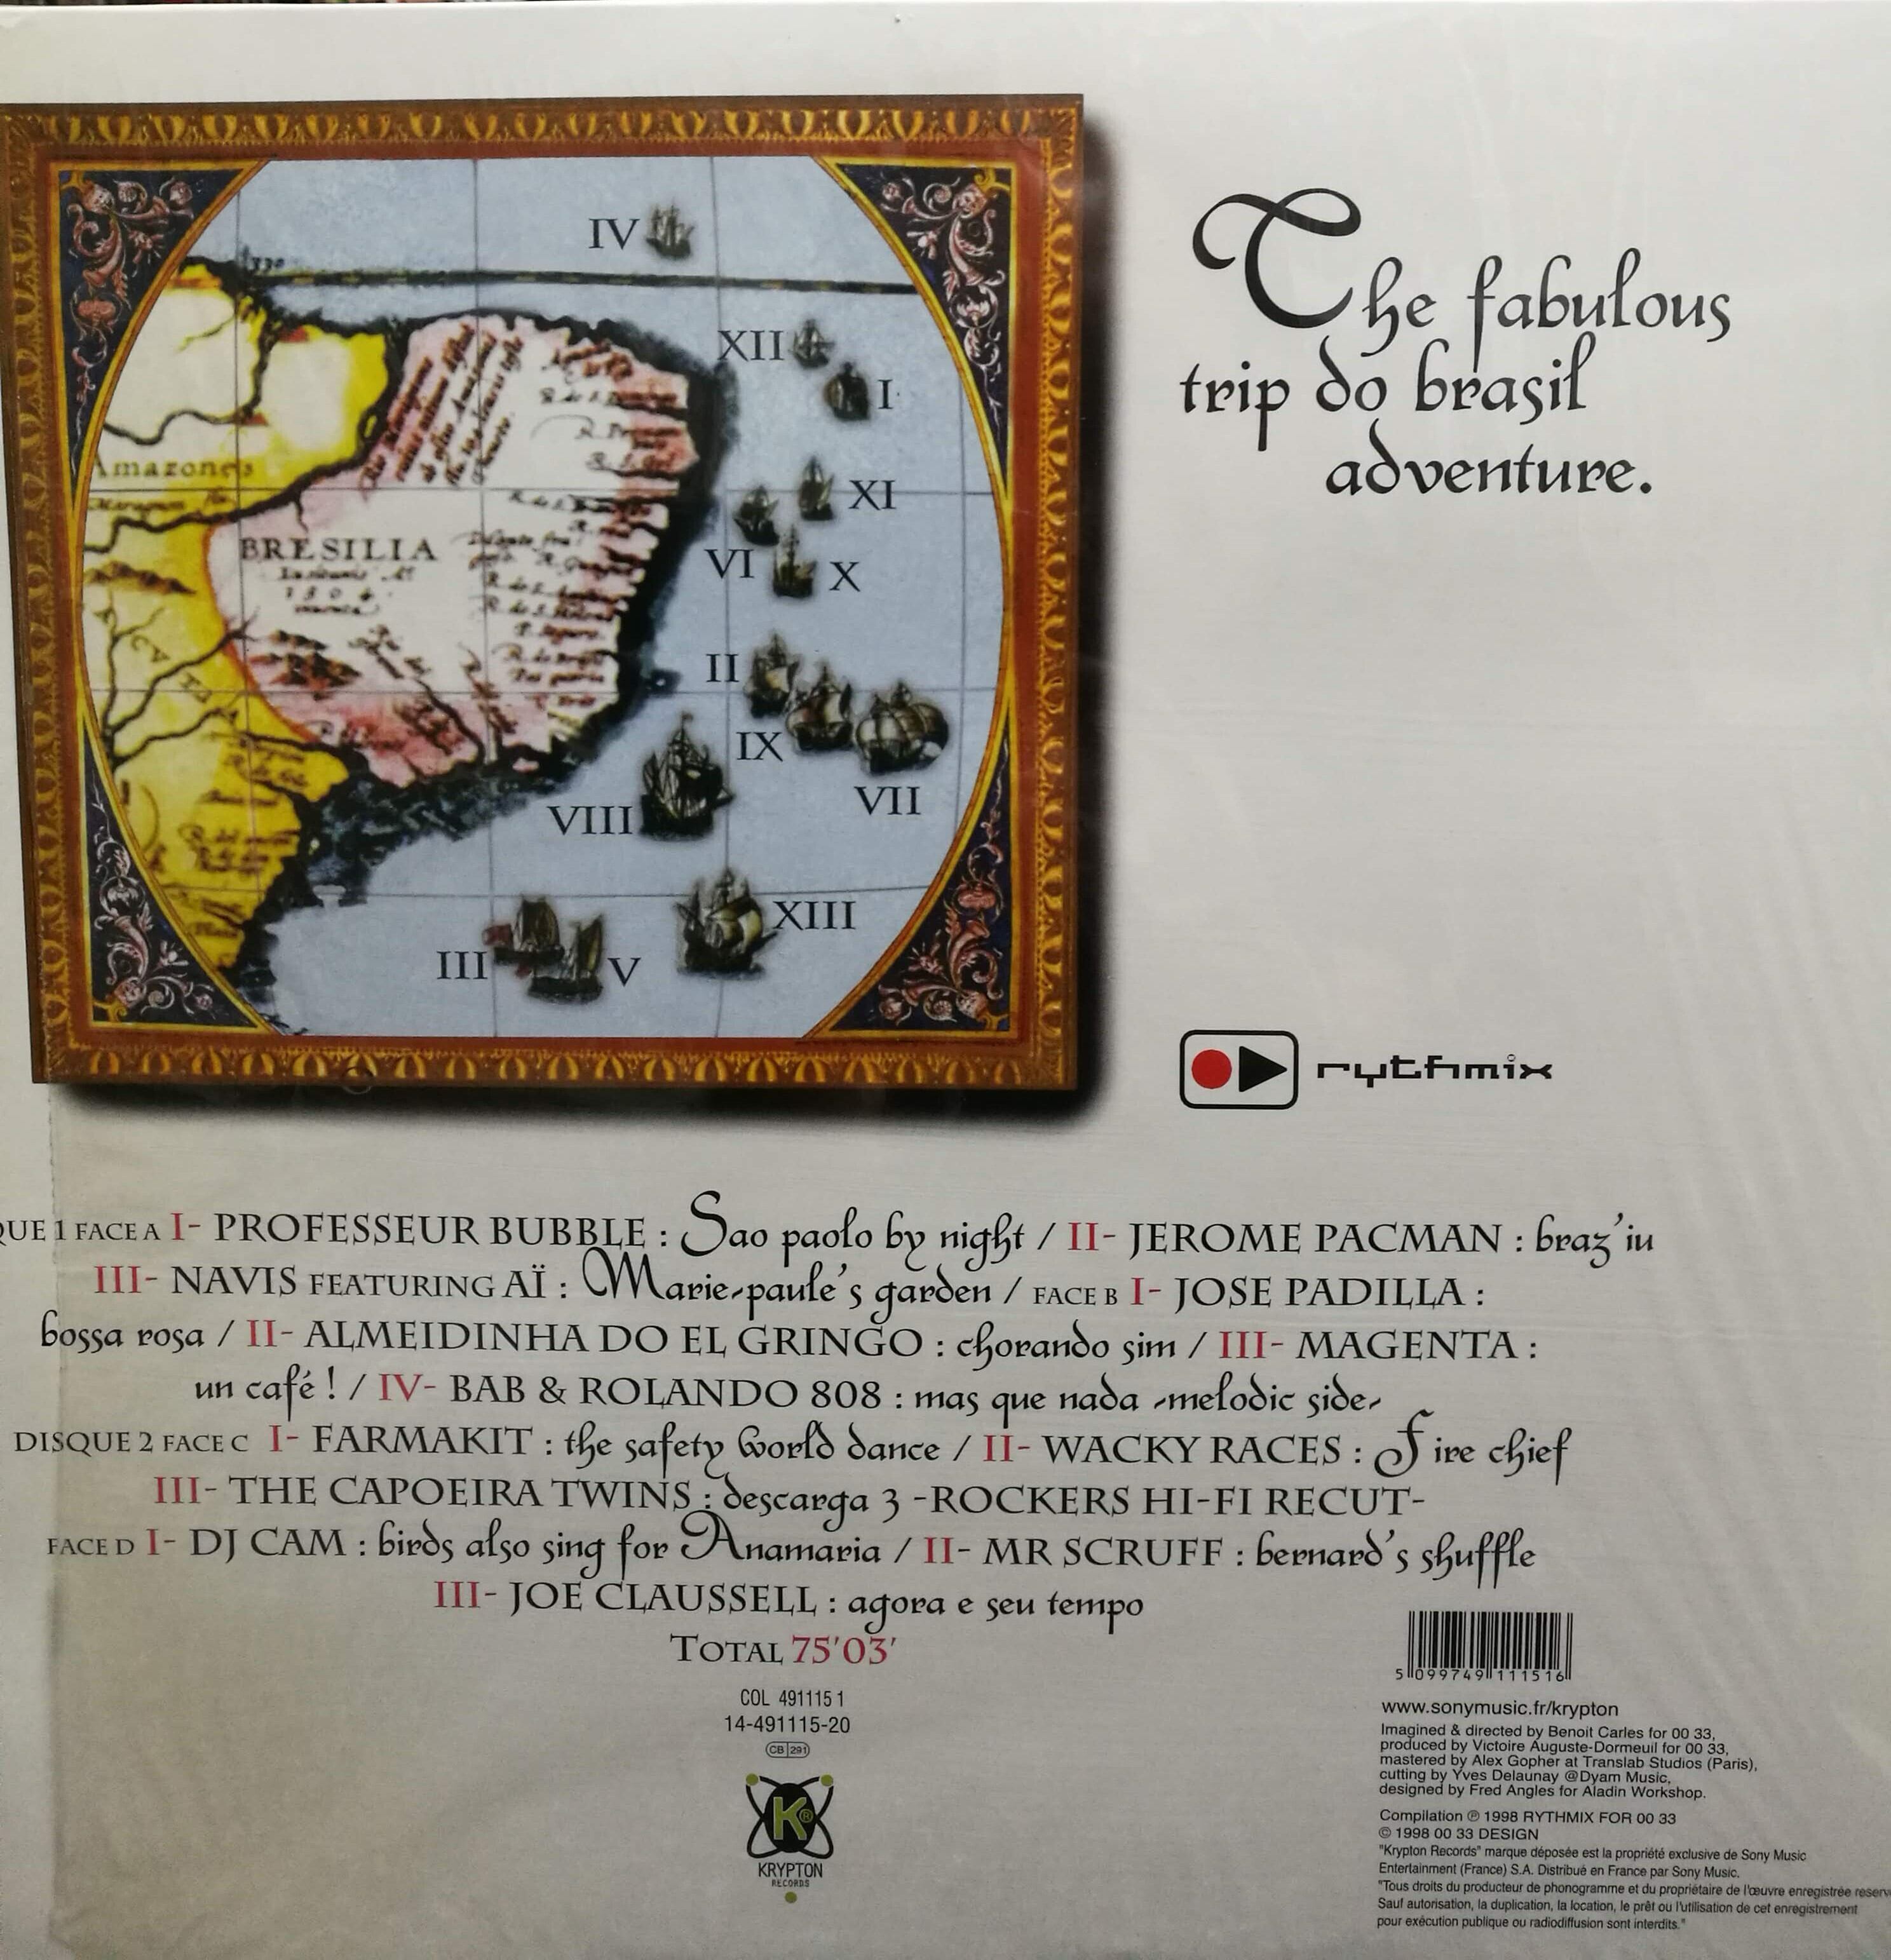 The fabulous
trip do brasil
adventure.
IV
XII
I
Amazones
XI
BRESILIA
VI
X
II
IX
VII
VIII
XIII
III
V
rythmix
QUE 1 FACE A I- PROFESSEUR BUBBLE : Sao paolo by night / II- JEROME PACMAN : braz'iu
III- NAVIS FEATURING AÏ : Marie-paule's garden / FACE B I- JOSE PADILLA :
bossa rosa / II- ALMEIDINHA DO EL GRINGO : chorando sim / III- MAGENTA :
un café ! / IV- BAB & ROLANDO 808 : mas que nada -melodic side-
DISQUE 2 FACE C I- FARMAKIT : the safety world dance / II- WACKY RACES : Fire chief
III- THE CAPOEIRA TWINS : descarga 3 -ROCKERS HI-FI RECUT-
FACE D I- DJ CAM : birds also sing for Anamaria / II- MR SCRUFF : bernard's shuffle
III- JOE CLAUSSELL : agora e seu tempo
TOTAL 75'03'
COL 491115 1
14-491115-20
CB 291
K®
KRYPTON
RECORDS
5 099749 111516
www.sonymusic.fr/krypton
Imagined & directed by Benoit Carles for 00 33,
produced by Victoire Auguste-Dormeuil for 00 33,
mastered by Alex Gopher at Translab Studios (Paris),
cutting by Yves Delaunay @Dyam Music,
designed by Fred Angles for Aladin Workshop.
Compilation ℗ 1998 RYTHMIX FOR 00 33
© 1998 00 33 DESIGN
"Krypton Records" marque déposée est la propriété exclusive de Sony Music
Entertainment (France) S.A. Distribué en France par Sony Music.
"Tous droits du producteur de phonogramme et du propriétaire de l'œuvre enregistrée reserv
Sauf autorisation, la duplication, la location, le prêt ou l'utilisation de cet enregistrement
pour exécution publique ou radiodiffusion sont interdits."